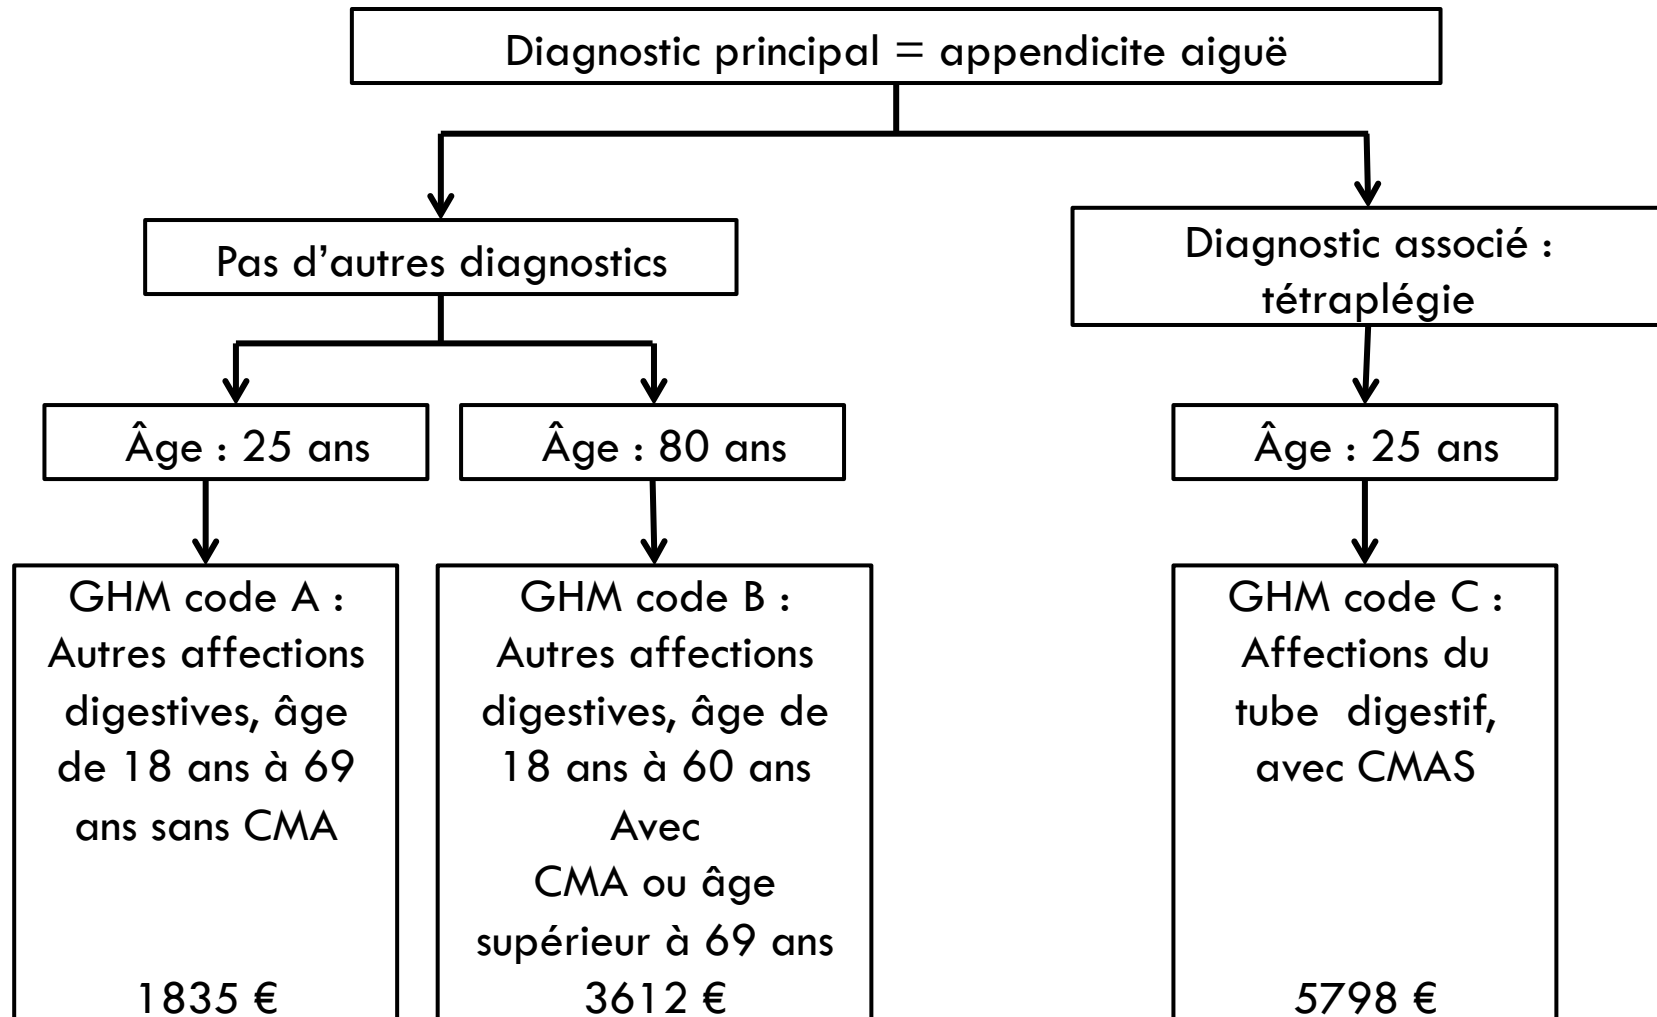 Diagnostic principal = appendicite aiguë
Pas d'autres diagnostics
Diagnostic associé :
tétraplégie
Âge : 25 ans
Âge : 80 ans
Âge : 25 ans
GHM code A :
Autres affections
digestives, âge
de 18 ans à 69
ans sans CMA
1835 €
GHM code B :
Autres affections
digestives, âge de
18 ans à 60 ans
Avec
CMA ou âge
supérieur à 69 ans
3612 €
GHM code C :
Affections du
tube digestif,
avec CMAS
5798 €